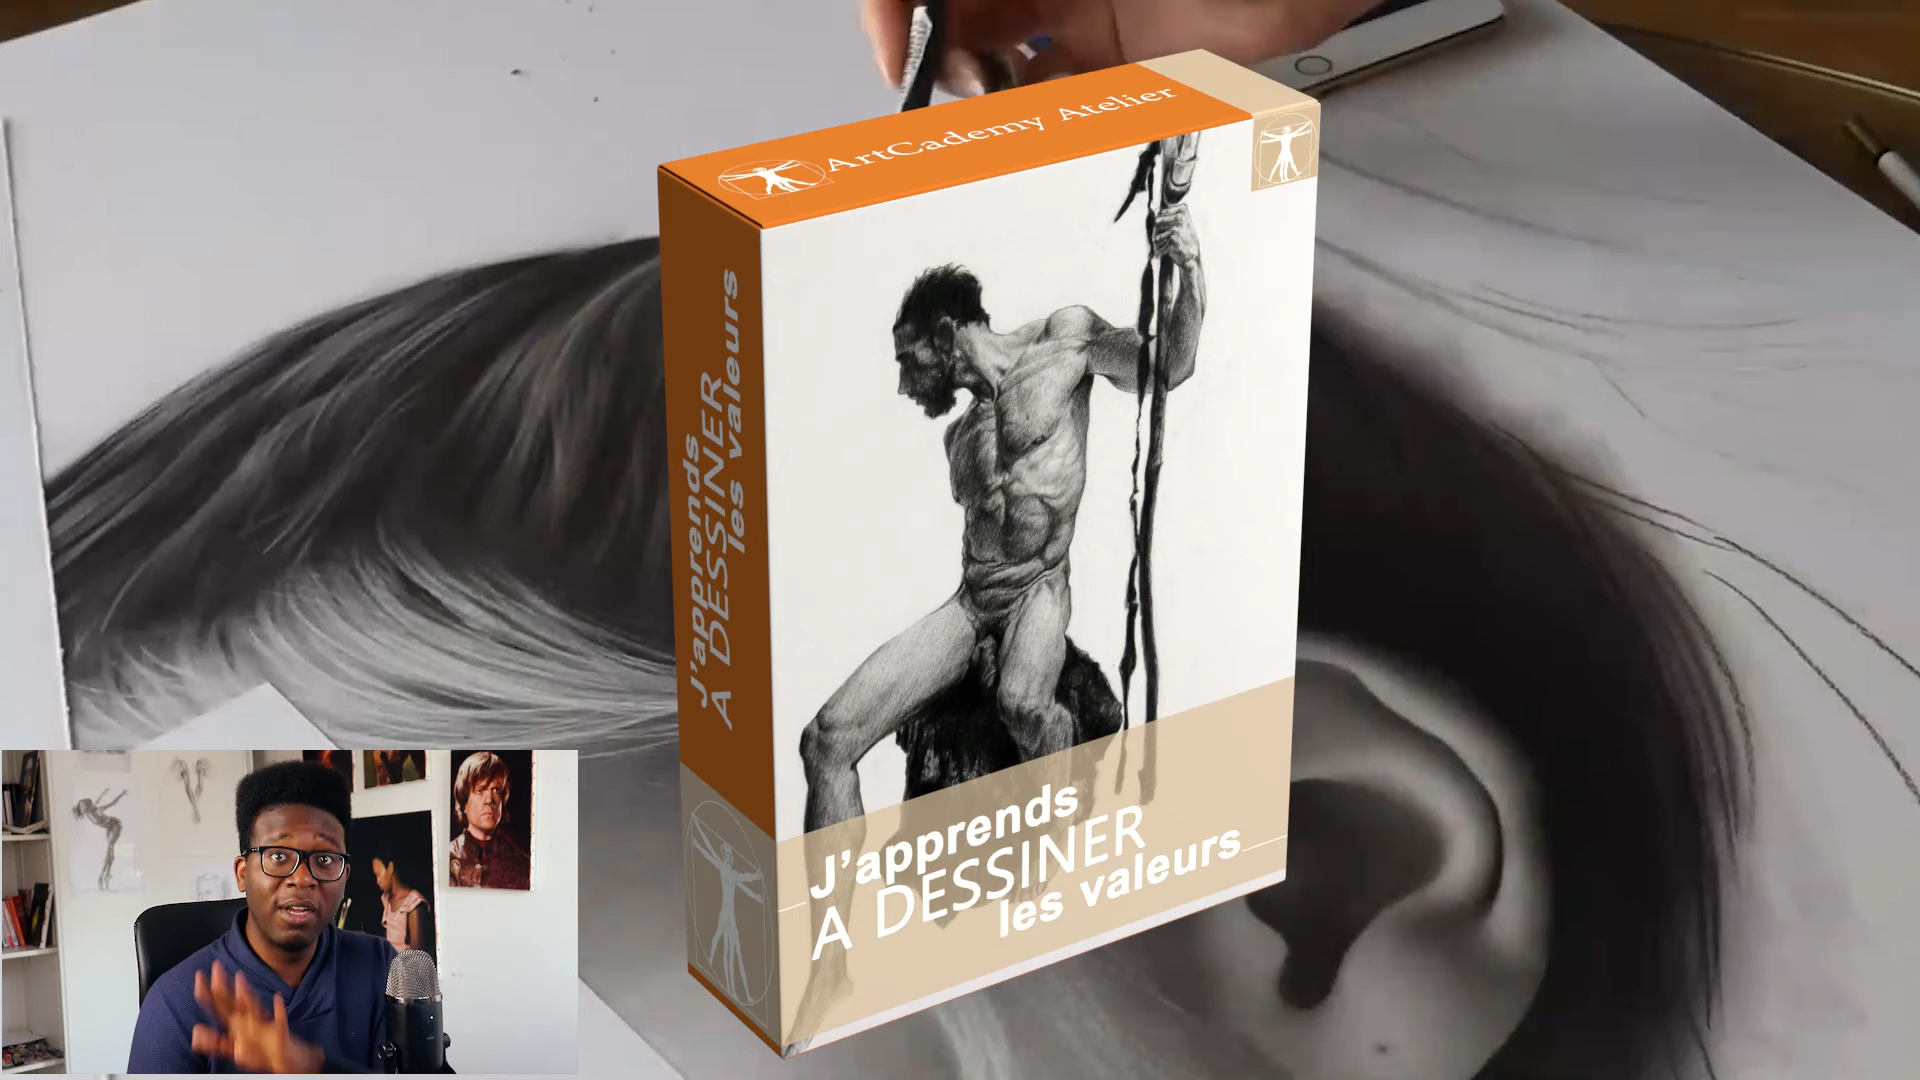 ArtCademy Atelier
J'apprends
A DESSINER
les valeurs
J'apprends
A DESSINER
les valeurs